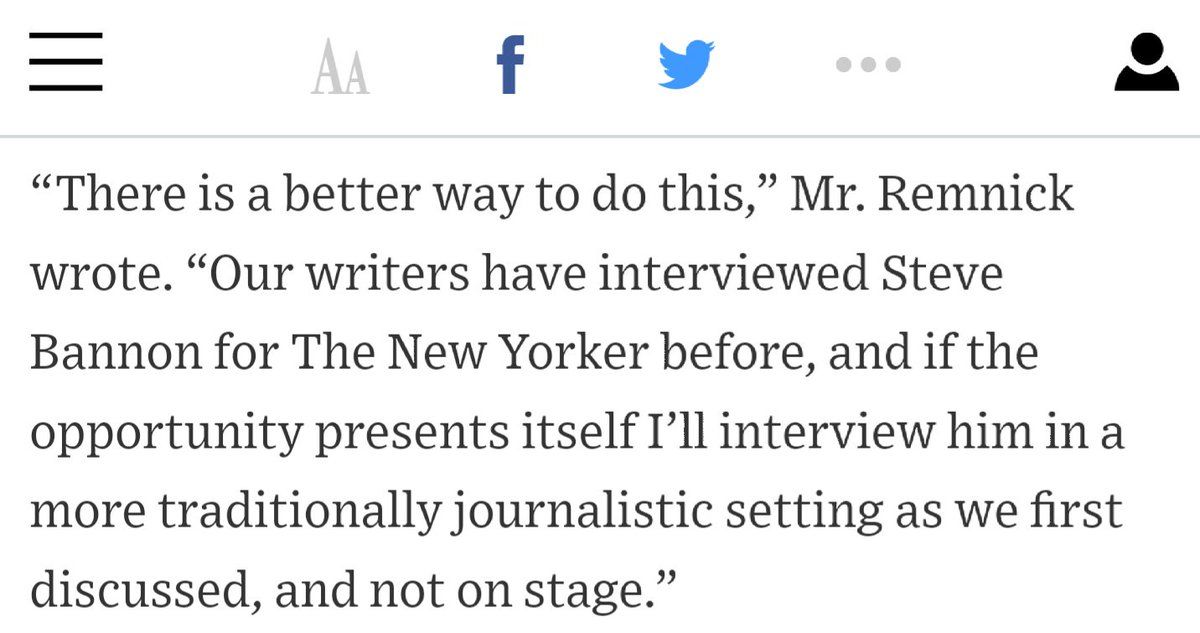 AA
“There is a better way to do this,” Mr. Remnick
wrote. “Our writers have interviewed Steve
Bannon for The New Yorker before, and if the
opportunity presents itself I’ll interview him in a
more traditionally journalistic setting as we first
discussed, and not on stage.”